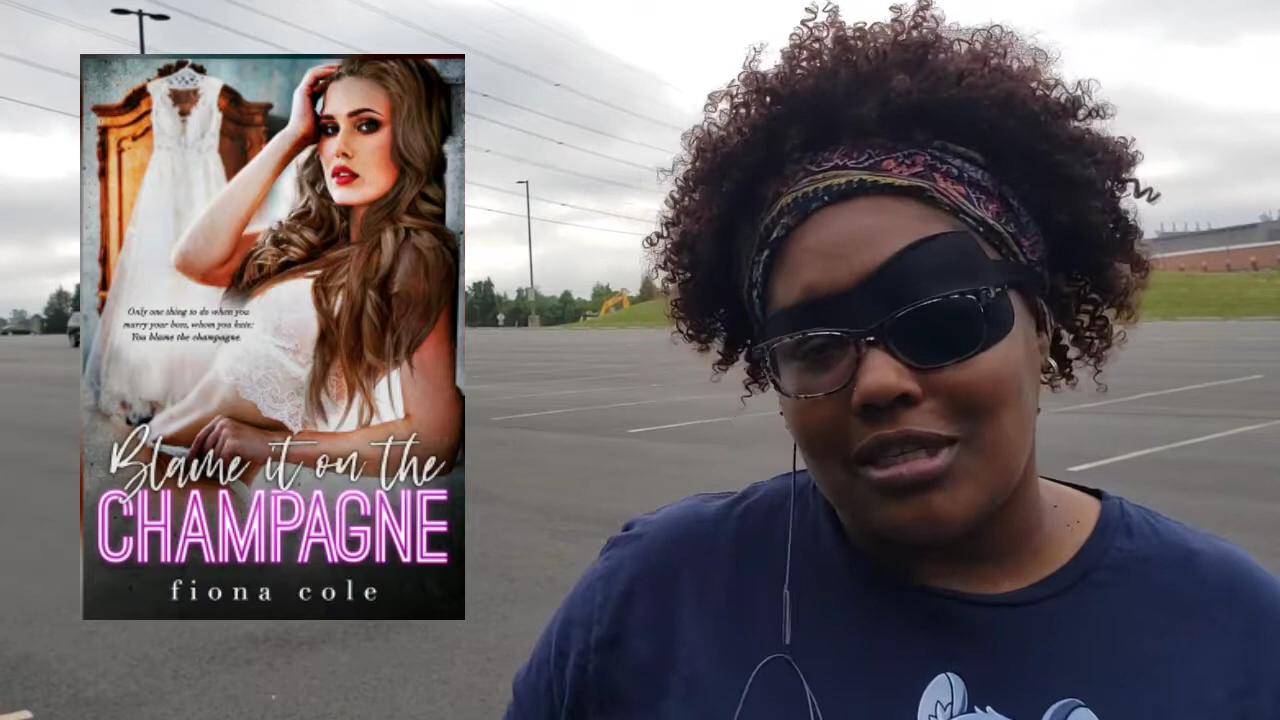 Only one thing to do when you
marry your boss, whom you hate:
You blame the champagne.
Blame it on the
CHAMPAGNE
fiona cole